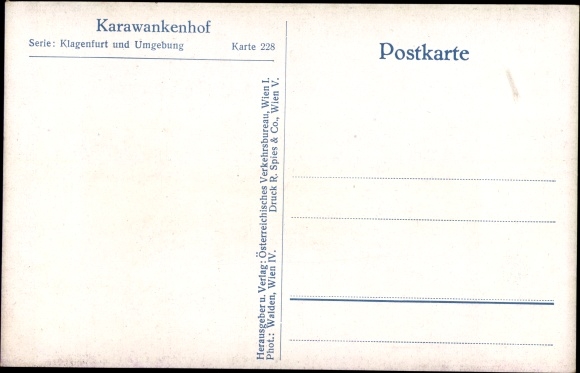 Karawankenhof
Serie: Klagenfurt und Umgebung Karte 228
Postkarte
Herausgeber u. Verlag: Österreichisches Verkehrsbureau, Wien I.
Phot.: Walden, Wien IV. Druck R. Spies & Co., Wien V.